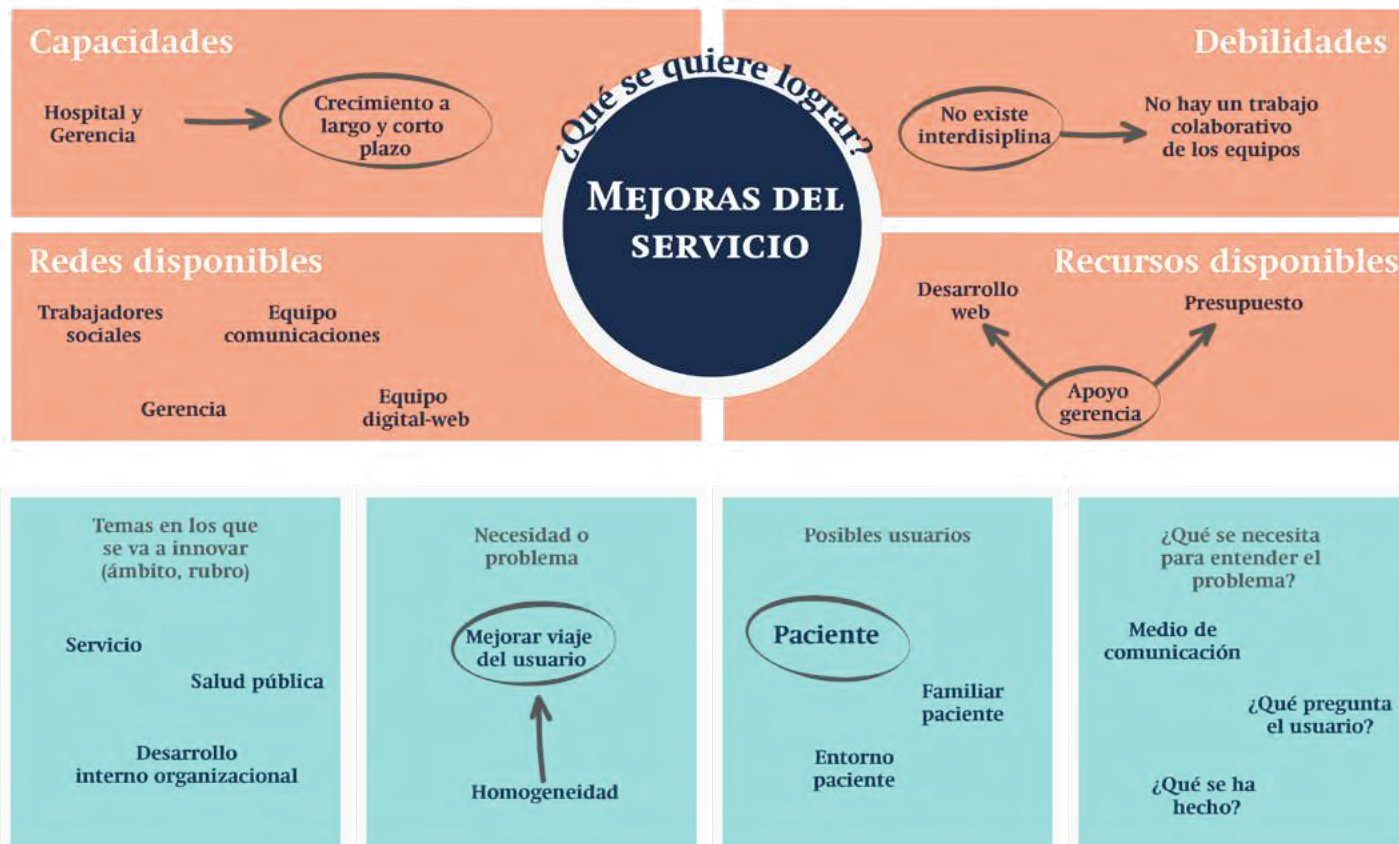 Capacidades
Hospital y
Gerencia
Crecimiento a
largo y corto
plazo
¿Qué se quiere lograr?
MEJORAS DEL
SERVICIO
Debilidades
No existe
interdisiplina
No hay un trabajo
colaborativo
de los equipos
Redes disponibles
Trabajadores
sociales
Equipo
comunicaciones
Gerencia
Equipo
digital-web
Recursos disponibles
Desarrollo
web
Presupuesto
Apoyo
gerencia
Temas en los que
se va a innovar
(ámbito, rubro)
Servicio
Salud pública
Desarrollo
interno organizacional
Necesidad o
problema
Mejorar viaje
del usuario
Homogeneidad
Posibles usuarios
Paciente
Familiar
paciente
Entorno
paciente
¿Qué se necesita
para entender el
problema?
Medio de
comunicación
¿Qué pregunta
el usuario?
¿Qué se ha
hecho?